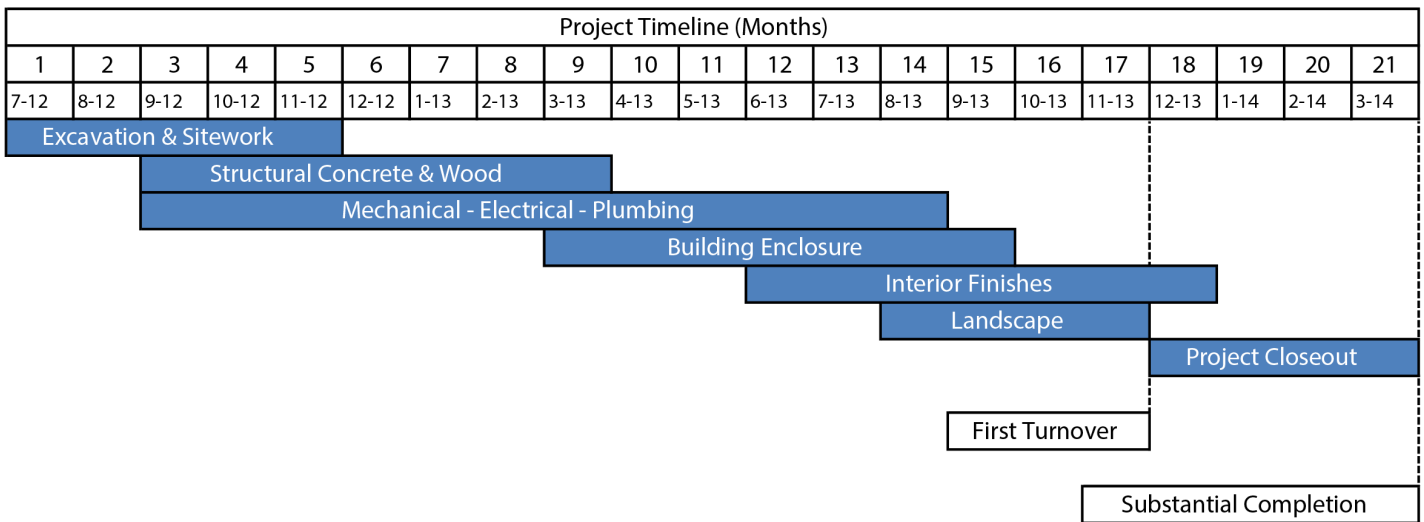 Project Timeline (Months)
1 2 3 4 5 6 7 8 9 10 11 12 13 14 15 16 17 18 19 20 21
7-12 8-12 9-12 10-12 11-12 12-12 1-13 2-13 3-13 4-13 5-13 6-13 7-13 8-13 9-13 10-13 11-13 12-13 1-14 2-14 3-14
Excavation & Sitework
Structural Concrete & Wood
Mechanical - Electrical - Plumbing
Building Enclosure
Interior Finishes
Landscape
Project Closeout
First Turnover
Substantial Completion